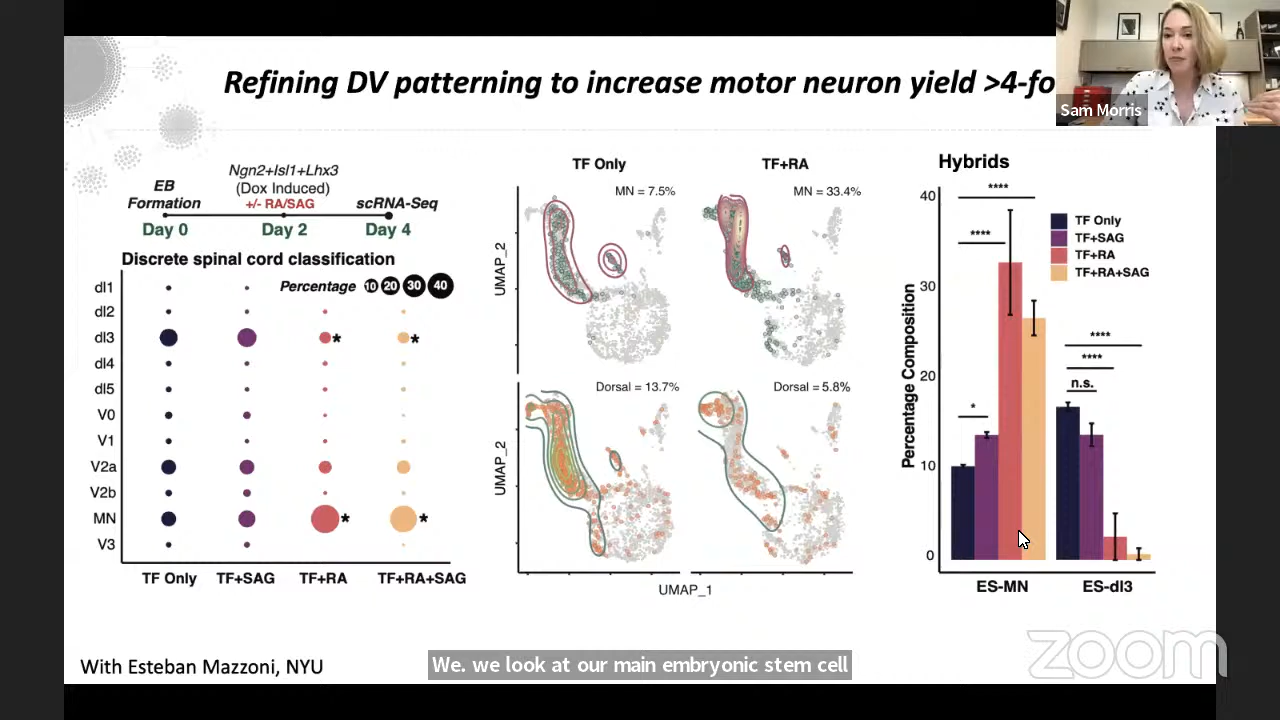 Refining DV patterning to increase motor neuron yield >4-fo
Sam Morris
EB
Formation
Ngn2+Isl1+Lhx3
(Dox Induced)
+/- RA/SAG
scRNA-Seq
Day 0
Day 2
Day 4
Discrete spinal cord classification
Percentage
10
20
30
40
dI1
dI2
dI3
*
*
dI4
dI5
V0
V1
V2a
V2b
MN
*
*
V3
TF Only
TF+SAG
TF+RA
TF+RA+SAG
TF Only
TF+RA
MN = 7.5%
MN = 33.4%
UMAP_2
Dorsal = 13.7%
Dorsal = 5.8%
UMAP_2
UMAP_1
Hybrids
Percentage Composition
40
30
20
10
0
****
****
*
****
****
n.s.
TF Only
TF+SAG
TF+RA
TF+RA+SAG
ES-MN
ES-dI3
With Esteban Mazzoni, NYU
We. we look at our main embryonic stem cell
zoom